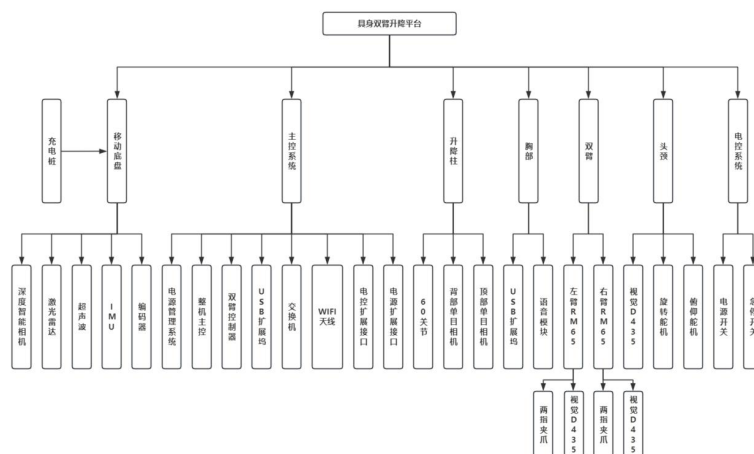 具身双臂升降平台
充电桩
移动底盘
主控系统
升降柱
胸部
双臂
头颈
电控系统
深度智能相机
激光雷达
超声波
IMU
编码器
电源管理系统
整机主控
双臂控制器
USB扩展坞
交换机
WIFI
天线
电控扩展接口
电源扩展接口
60关节
背部单目相机
顶部单目相机
USB扩展坞
语音模块
左臂RM65
右臂RM65
视觉D435
旋转舵机
俯仰舵机
电源开关
急停开关
两指夹爪
视觉D435
两指夹爪
视觉D435